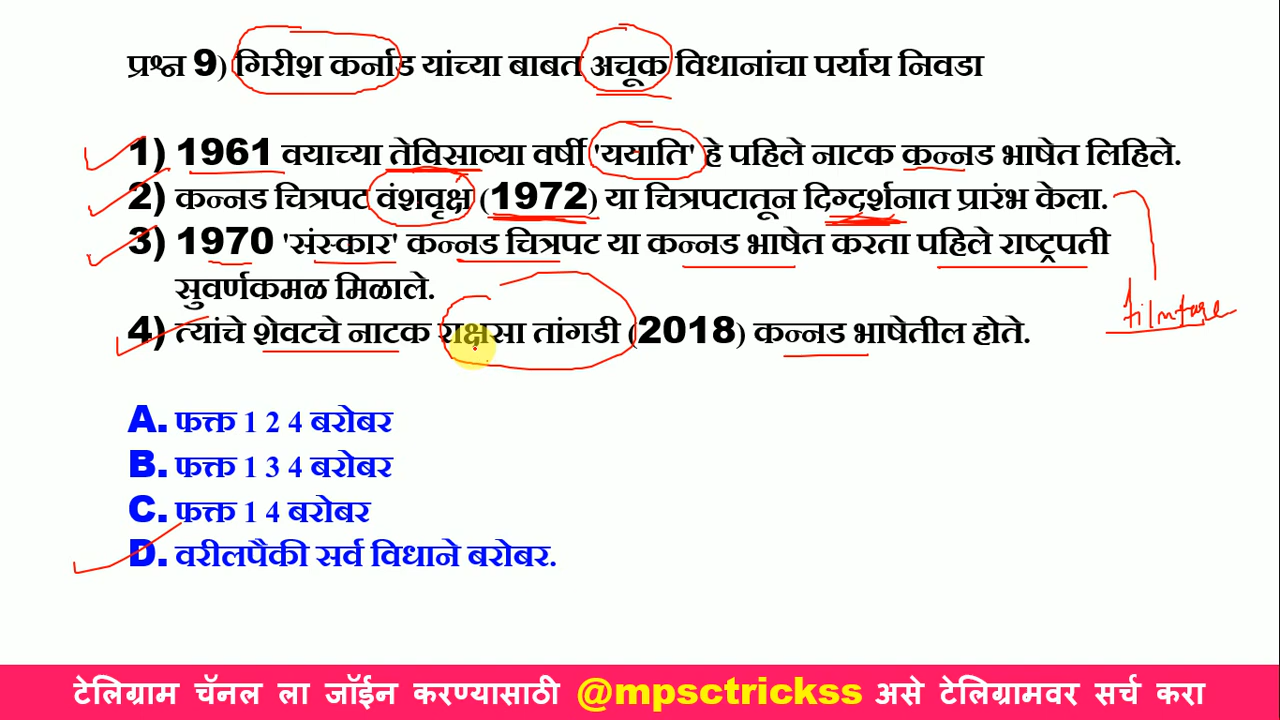 प्रश्न 9) गिरीश कर्नाड यांच्या बाबत अचूक विधानांचा पर्याय निवडा
1) 1961 वयाच्या तेविसाव्या वर्षी 'ययाति' हे पहिले नाटक कन्नड भाषेत लिहिले.
2) कन्नड चित्रपट वंशवृक्ष (1972) या चित्रपटातून दिग्दर्शनात प्रारंभ केला.
3) 1970 'संस्कार' कन्नड चित्रपट या कन्नड भाषेत करता पहिले राष्ट्रपती
सुवर्णकमळ मिळाले.
filmfare
4) त्यांचे शेवटचे नाटक राक्षसा तांगडी (2018) कन्नड भाषेतील होते.
A. फक्त 1 2 4 बरोबर
B. फक्त 1 3 4 बरोबर
C. फक्त 1 4 बरोबर
D. वरीलपैकी सर्व विधाने बरोबर.
टेलिग्राम चॅनल ला जॉईन करण्यासाठी @mpsctrickss असे टेलिग्रामवर सर्च करा